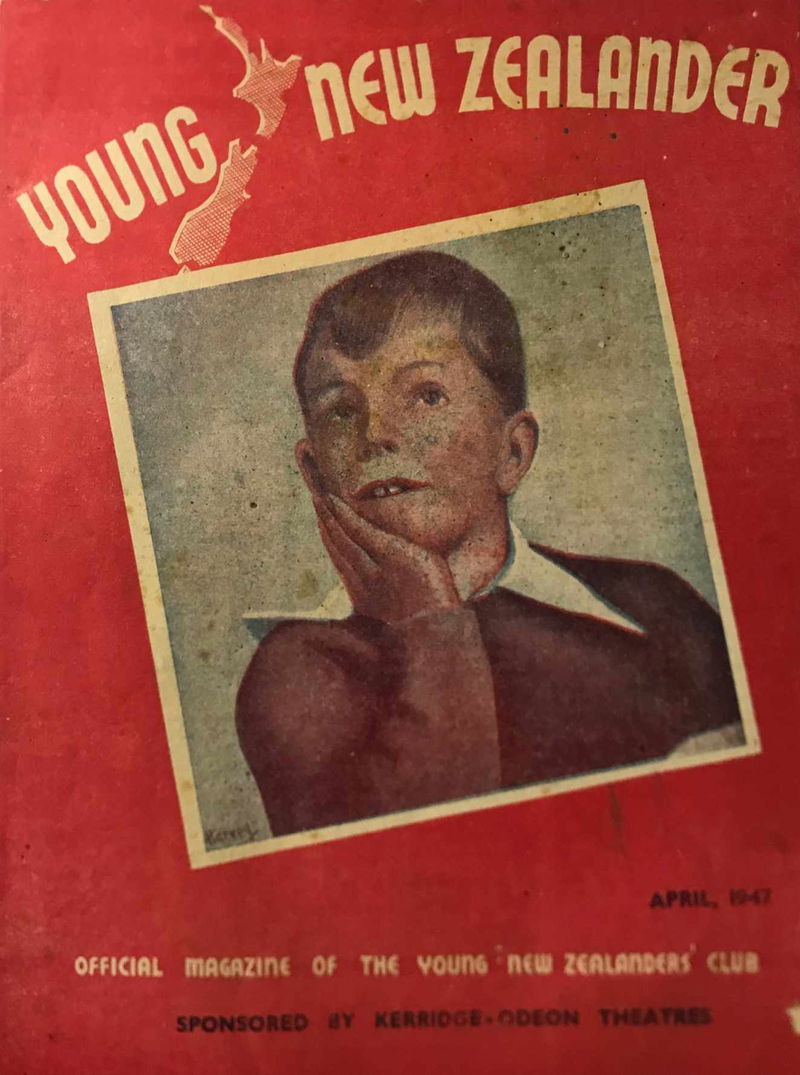 YOUNG NEW ZEALANDER
APRIL, 1947
OFFICIAL MAGAZINE OF THE YOUNG NEW ZEALANDERS' CLUB
SPONSORED BY KERRIDGE-ODEON THEATRES